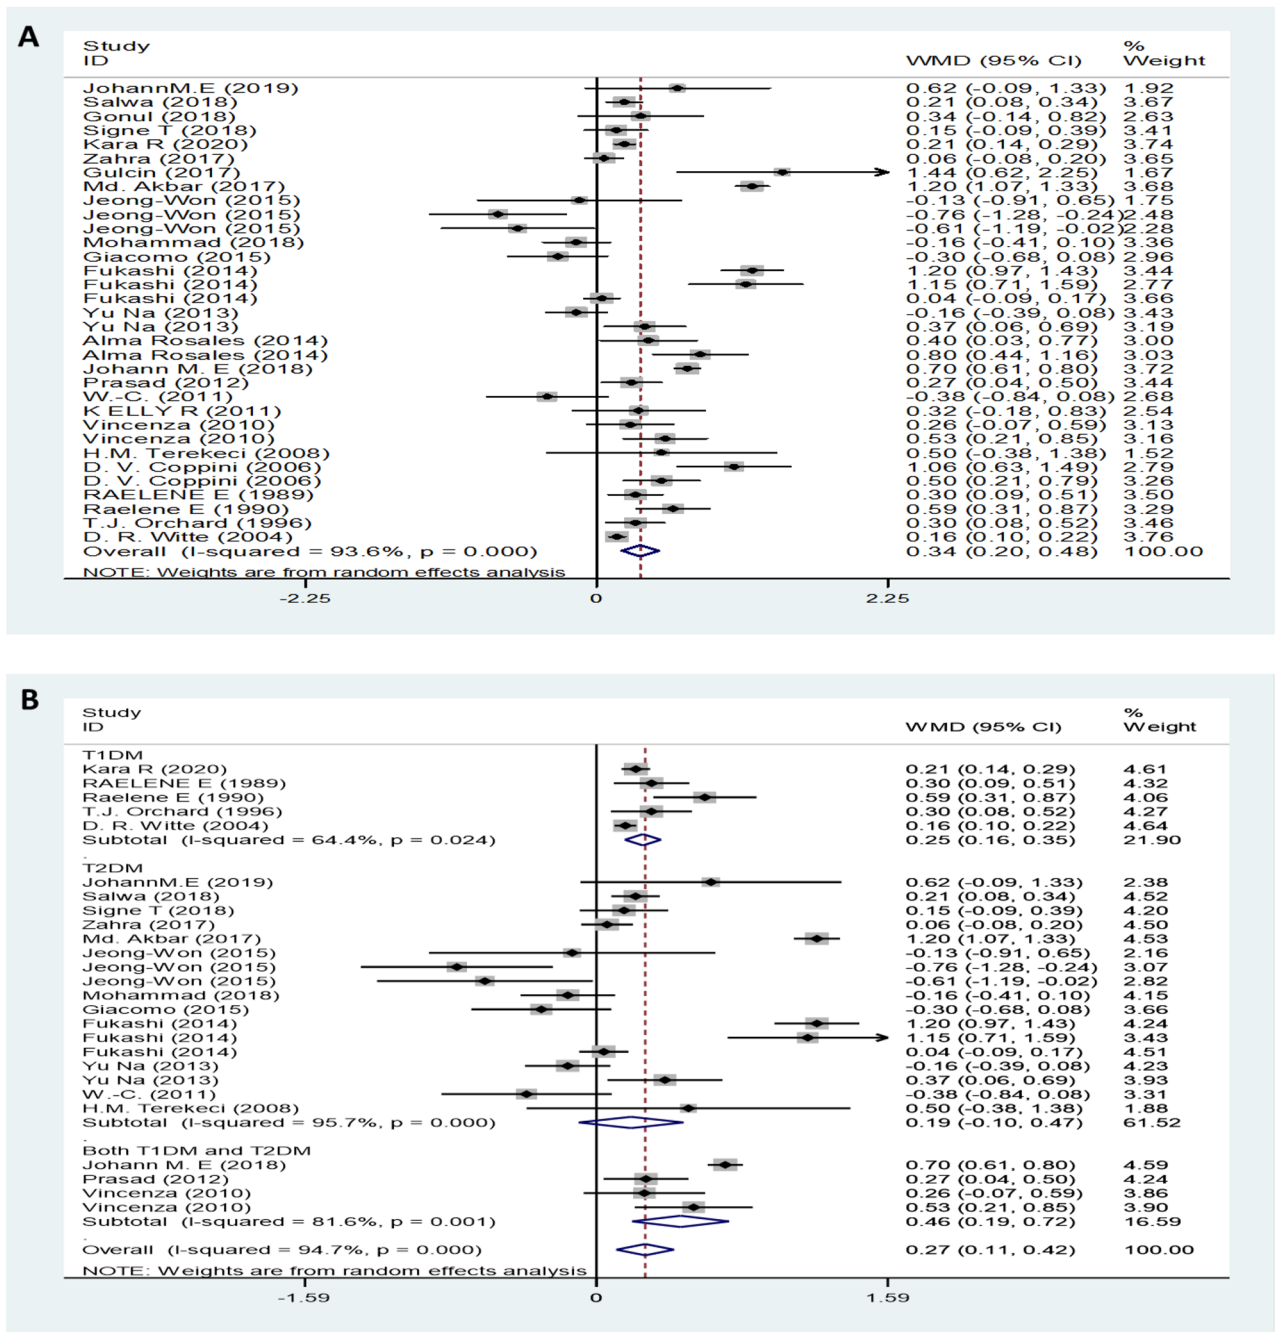 A
Study % 
ID WMD (95% CI) Weight
JohannM.E (2019) 0.62 (-0.09, 1.33) 1.92
Salwa (2018) 0.21 (0.08, 0.34) 3.67
Gonul (2018) 0.34 (-0.14, 0.82) 2.63
Signe T (2018) 0.15 (-0.09, 0.39) 3.41
Kara R (2020) 0.21 (0.14, 0.29) 3.74
Zahra (2017) 0.06 (-0.08, 0.20) 3.65
Gulcin (2017) 1.44 (0.62, 2.25) 1.67
Md. Akbar (2017) 1.20 (1.07, 1.33) 3.68
Jeong-Won (2015) -0.13 (-0.91, 0.65) 1.75
Jeong-Won (2015) -0.76 (-1.28, -0.24) 2.48
Jeong-Won (2015) -0.61 (-1.19, -0.02) 2.28
Mohammad (2018) -0.16 (-0.41, 0.10) 3.36
Giacomo (2015) -0.30 (-0.68, 0.08) 2.96
Fukashi (2014) 1.20 (0.97, 1.43) 3.44
Fukashi (2014) 1.15 (0.71, 1.59) 2.77
Fukashi (2014) 0.04 (-0.09, 0.17) 3.66
Yu Na (2013) -0.16 (-0.39, 0.08) 3.43
Yu Na (2013) 0.37 (0.06, 0.69) 3.19
Alma Rosales (2014) 0.40 (0.03, 0.77) 3.00
Alma Rosales (2014) 0.80 (0.44, 1.16) 3.03
Johann M. E (2018) 0.70 (0.61, 0.80) 3.72
Prasad (2012) 0.27 (0.04, 0.50) 3.44
W.-C. (2011) -0.38 (-0.84, 0.08) 2.68
K ELLY R (2011) 0.32 (-0.18, 0.83) 2.54
Vincenza (2010) 0.26 (-0.07, 0.59) 3.13
Vincenza (2010) 0.53 (0.21, 0.85) 3.16
H.M. Terekeci (2008) 0.50 (-0.38, 1.38) 1.52
D. V. Coppini (2006) 1.06 (0.63, 1.49) 2.79
D. V. Coppini (2006) 0.50 (0.21, 0.79) 3.26
RAELENE E (1989) 0.30 (0.09, 0.51) 3.50
Raelene E (1990) 0.59 (0.31, 0.87) 3.29
T.J. Orchard (1996) 0.30 (0.08, 0.52) 3.46
D. R. Witte (2004) 0.16 (0.10, 0.22) 3.76
Overall (I-squared = 93.6%, p = 0.000) 0.34 (0.20, 0.48) 100.00
NOTE: Weights are from random effects analysis
-2.25 0 2.25
B
Study %
ID WMD (95% CI) Weight
T1DM
Kara R (2020) 0.21 (0.14, 0.29) 4.61
RAELENE E (1989) 0.30 (0.09, 0.51) 4.32
Raelene E (1990) 0.59 (0.31, 0.87) 4.06
T.J. Orchard (1996) 0.30 (0.08, 0.52) 4.27
D. R. Witte (2004) 0.16 (0.10, 0.22) 4.64
Subtotal (I-squared = 64.4%, p = 0.024) 0.25 (0.16, 0.35) 21.90
.
T2DM
JohannM.E (2019) 0.62 (-0.09, 1.33) 2.38
Salwa (2018) 0.21 (0.08, 0.34) 4.52
Signe T (2018) 0.15 (-0.09, 0.39) 4.20
Zahra (2017) 0.06 (-0.08, 0.20) 4.50
Md. Akbar (2017) 1.20 (1.07, 1.33) 4.53
Jeong-Won (2015) -0.13 (-0.91, 0.65) 2.16
Jeong-Won (2015) -0.76 (-1.28, -0.24) 3.07
Jeong-Won (2015) -0.61 (-1.19, -0.02) 2.82
Mohammad (2018) -0.16 (-0.41, 0.10) 4.15
Giacomo (2015) -0.30 (-0.68, 0.08) 3.66
Fukashi (2014) 1.20 (0.97, 1.43) 4.24
Fukashi (2014) 1.15 (0.71, 1.59) 3.43
Fukashi (2014) 0.04 (-0.09, 0.17) 4.51
Yu Na (2013) -0.16 (-0.39, 0.08) 4.23
Yu Na (2013) 0.37 (0.06, 0.69) 3.93
W.-C. (2011) -0.38 (-0.84, 0.08) 3.31
H.M. Terekeci (2008) 0.50 (-0.38, 1.38) 1.88
Subtotal (I-squared = 95.7%, p = 0.000) 0.19 (-0.10, 0.47) 61.52
.
Both T1DM and T2DM
Johann M. E (2018) 0.70 (0.61, 0.80) 4.59
Prasad (2012) 0.27 (0.04, 0.50) 4.24
Vincenza (2010) 0.26 (-0.07, 0.59) 3.86
Vincenza (2010) 0.53 (0.21, 0.85) 3.90
Subtotal (I-squared = 81.6%, p = 0.001) 0.46 (0.19, 0.72) 16.59
.
Overall (I-squared = 94.7%, p = 0.000) 0.27 (0.11, 0.42) 100.00
NOTE: Weights are from random effects analysis
-1.59 0 1.59